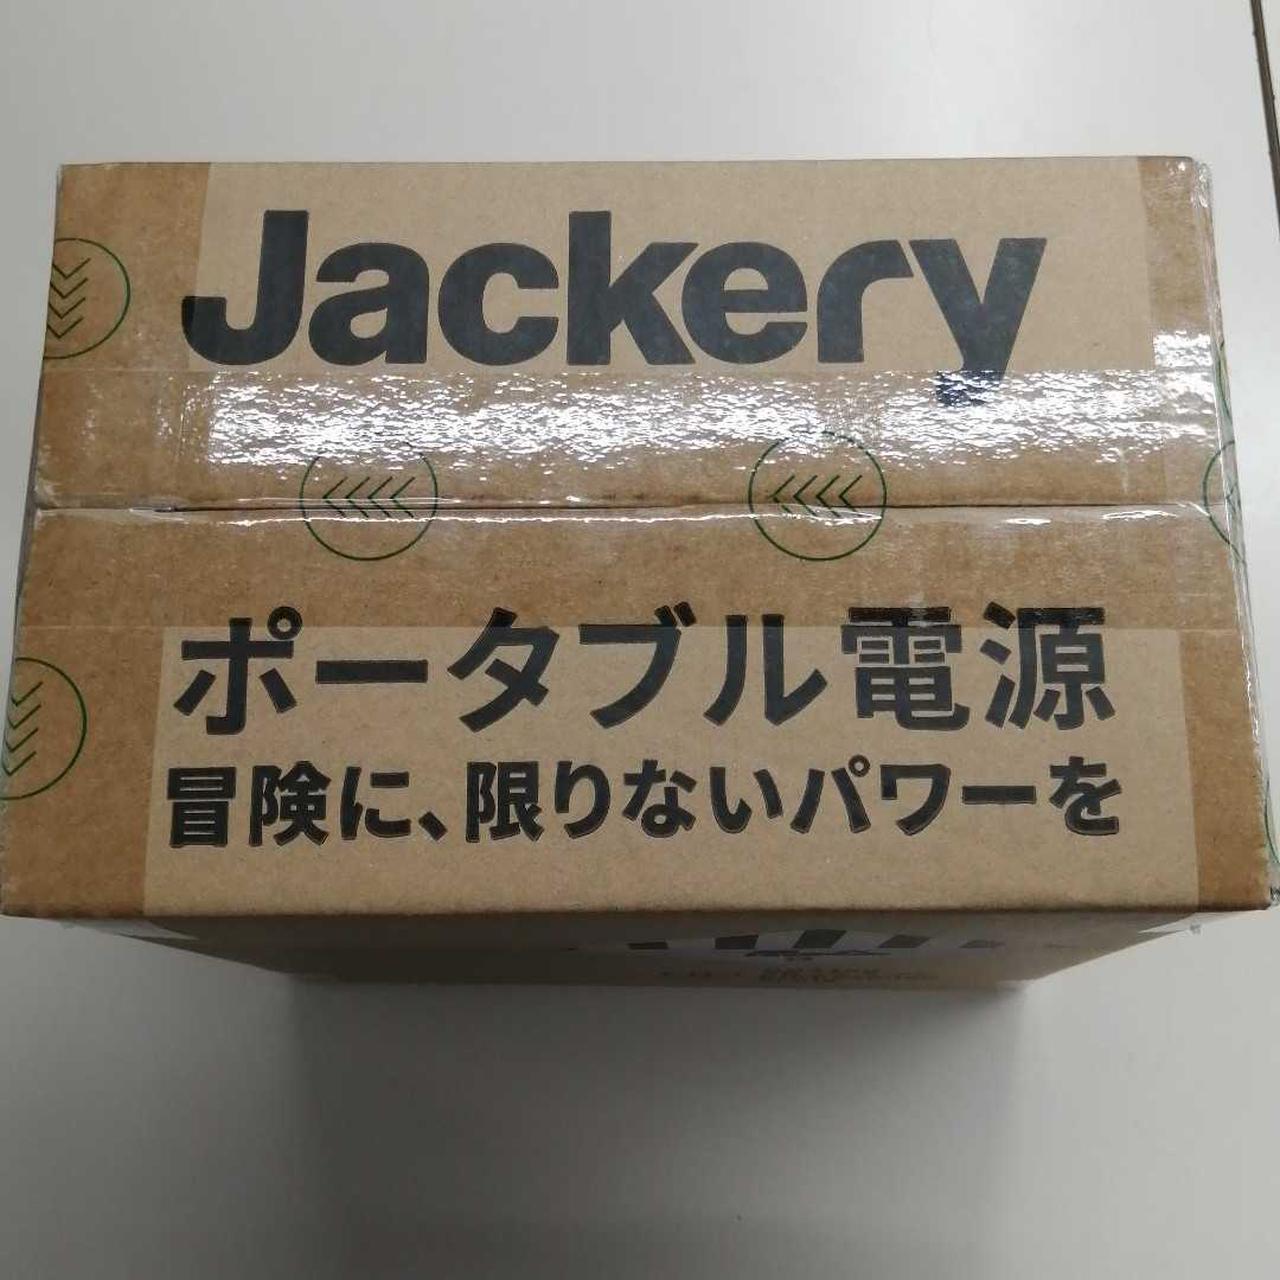 Jackery
ポータブル電源
冒険に、限りないパワーを